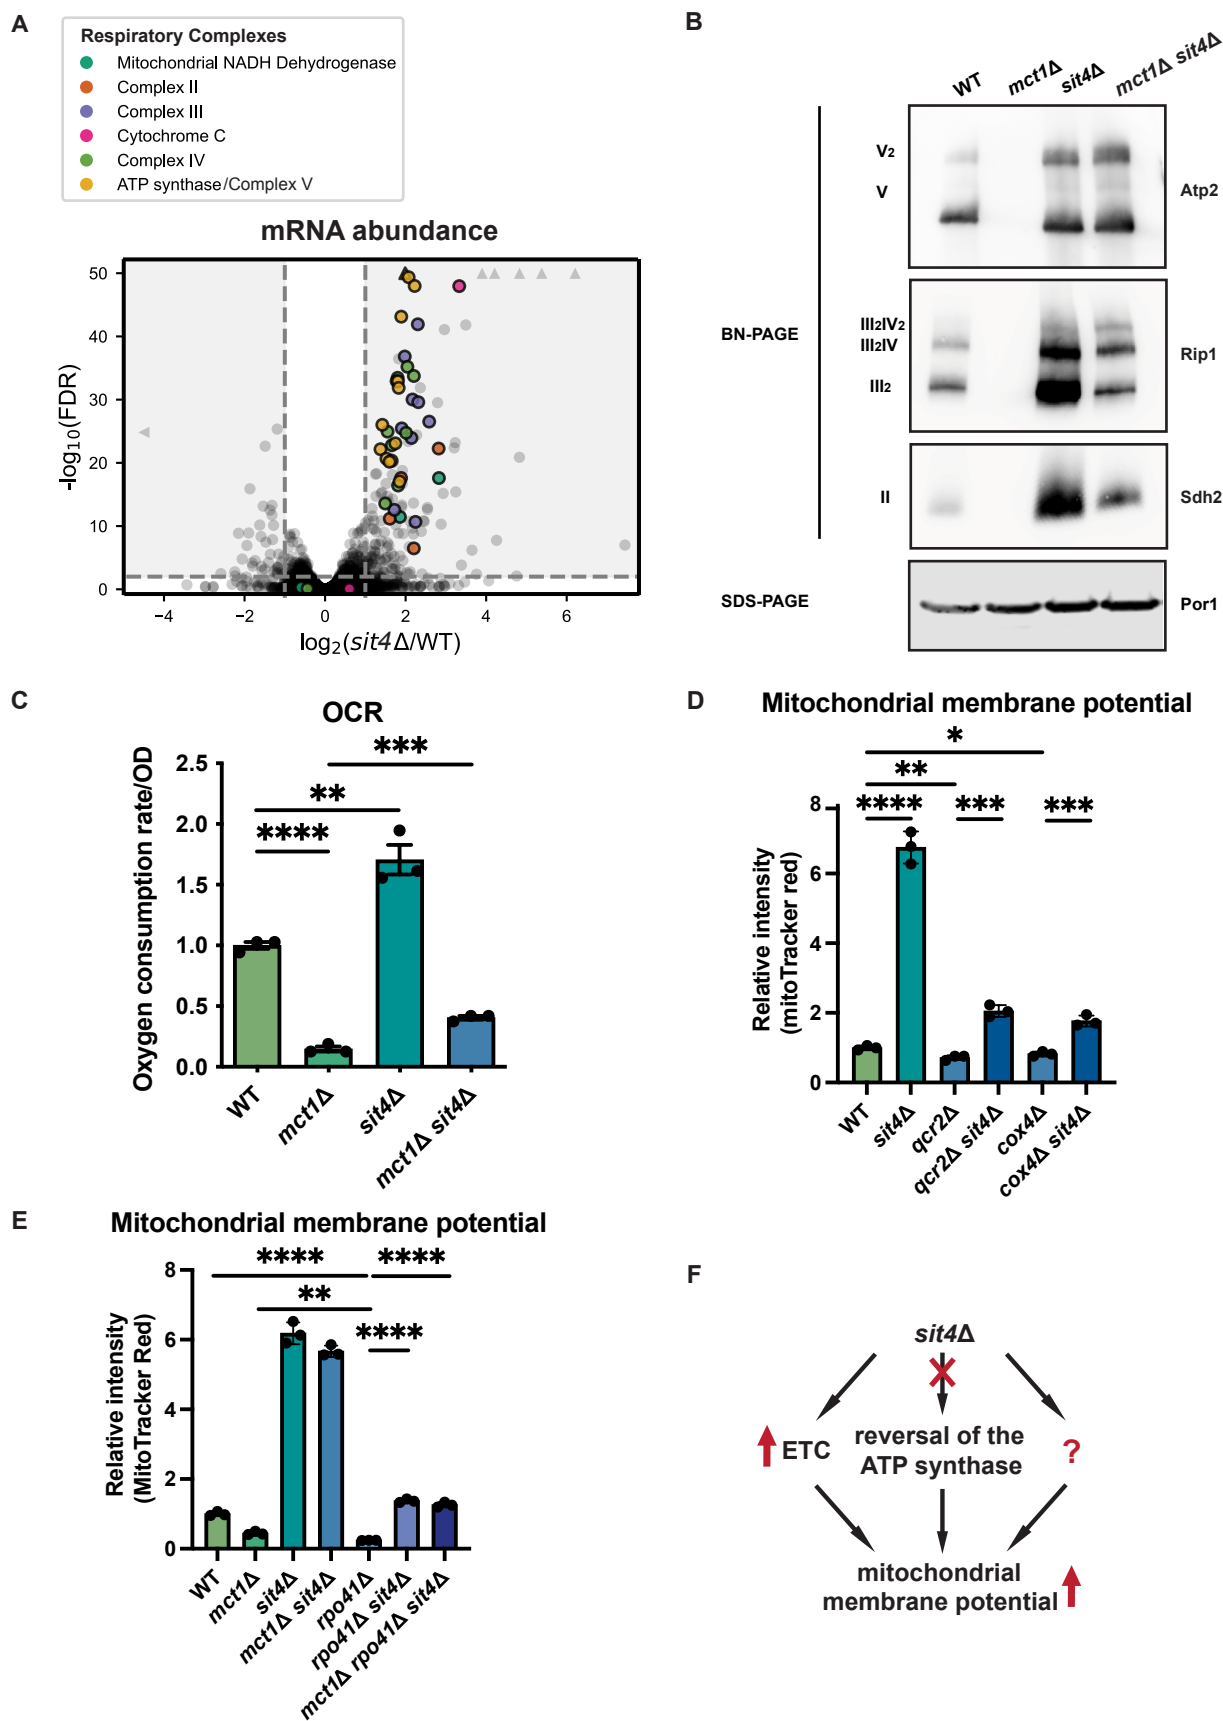 A
Respiratory Complexes
Mitochondrial NADH Dehydrogenase
Complex II
Complex III
Cytochrome C
Complex IV
ATP synthase/Complex V
mRNA abundance
-log10(FDR)
50
40
30
20
10
0
−4
−2
0
2
4
6
log2(sit4Δ/WT)
B
WT
mct1Δ
sit4Δ
mct1Δ sit4Δ
BN-PAGE
V2
V
Atp2
III2IV2
III2IV
III2
Rip1
II
Sdh2
SDS-PAGE
Por1
C
OCR
Oxygen consumption rate/OD
2.5
2.0
1.5
1.0
0.5
0.0
***
**
****
WT
mct1Δ
sit4Δ
mct1Δ sit4Δ
D
Mitochondrial membrane potential
Relative intensity
(mitoTracker red)
8
6
4
2
0
*
**
****
***
***
WT
sit4Δ
qcr2Δ
qcr2Δ sit4Δ
cox4Δ
cox4Δ sit4Δ
E
Mitochondrial membrane potential
Relative intensity
(MitoTracker Red)
8
6
4
2
0
****
****
**
****
WT
mct1Δ
sit4Δ
mct1Δ sit4Δ
rpo41Δ
rpo41Δ sit4Δ
mct1Δ rpo41Δ sit4Δ
F
sit4Δ
ETC
reversal of the
ATP synthase
?
mitochondrial
membrane potential